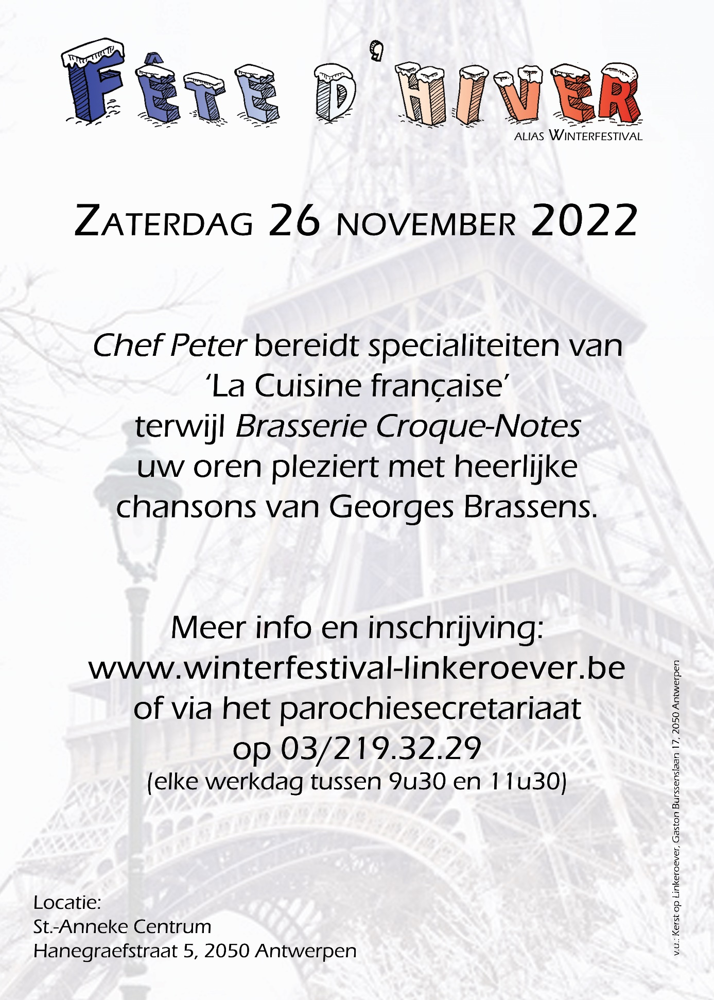 FÊTE D'HIVER
ALIAS WINTERFESTIVAL
ZATERDAG 26 NOVEMBER 2022
Chef Peter bereidt specialiteiten van
‘La Cuisine française’
terwijl Brasserie Croque-Notes
uw oren pleziert met heerlijke
chansons van Georges Brassens.
Meer info en inschrijving:
www.winterfestival-linkeroever.be
of via het parochiesecretariaat
op 03/219.32.29
(elke werkdag tussen 9u30 en 11u30)
Locatie:
St.-Anneke Centrum
Hanegraefstraat 5, 2050 Antwerpen
v.u.: Kerst op Linkeroever, Gaston Burssenslaan 17, 2050 Antwerpen